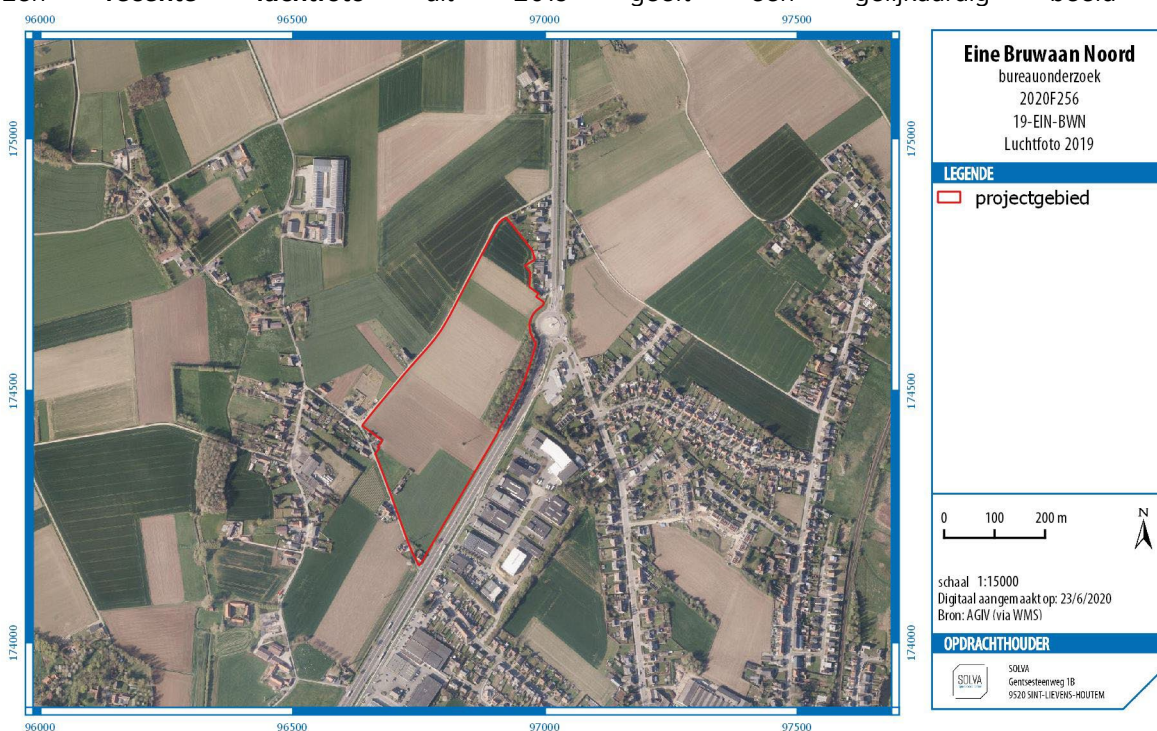 Een recente luchtfoto uit 2019 geeft een gelijkaardig beeld
96000 96500 97000 97500
175000 175000
174500 174500
174000 174000
96000 96500 97000 97500
Eine Bruwaan Noord
bureauonderzoek
2020F256
19-EIN-BWN
Luchtfoto 2019
LEGENDE
projectgebied
0 100 200 m
N
schaal 1:15000
Digitaal aangemaakt op: 23/6/2020
Bron: AGIV (via WMS)
OPDRACHTHOUDER
SOLVA
SOLVA
Gentsesteenweg 1B
9520 SINT-LIEVENS-HOUTEM